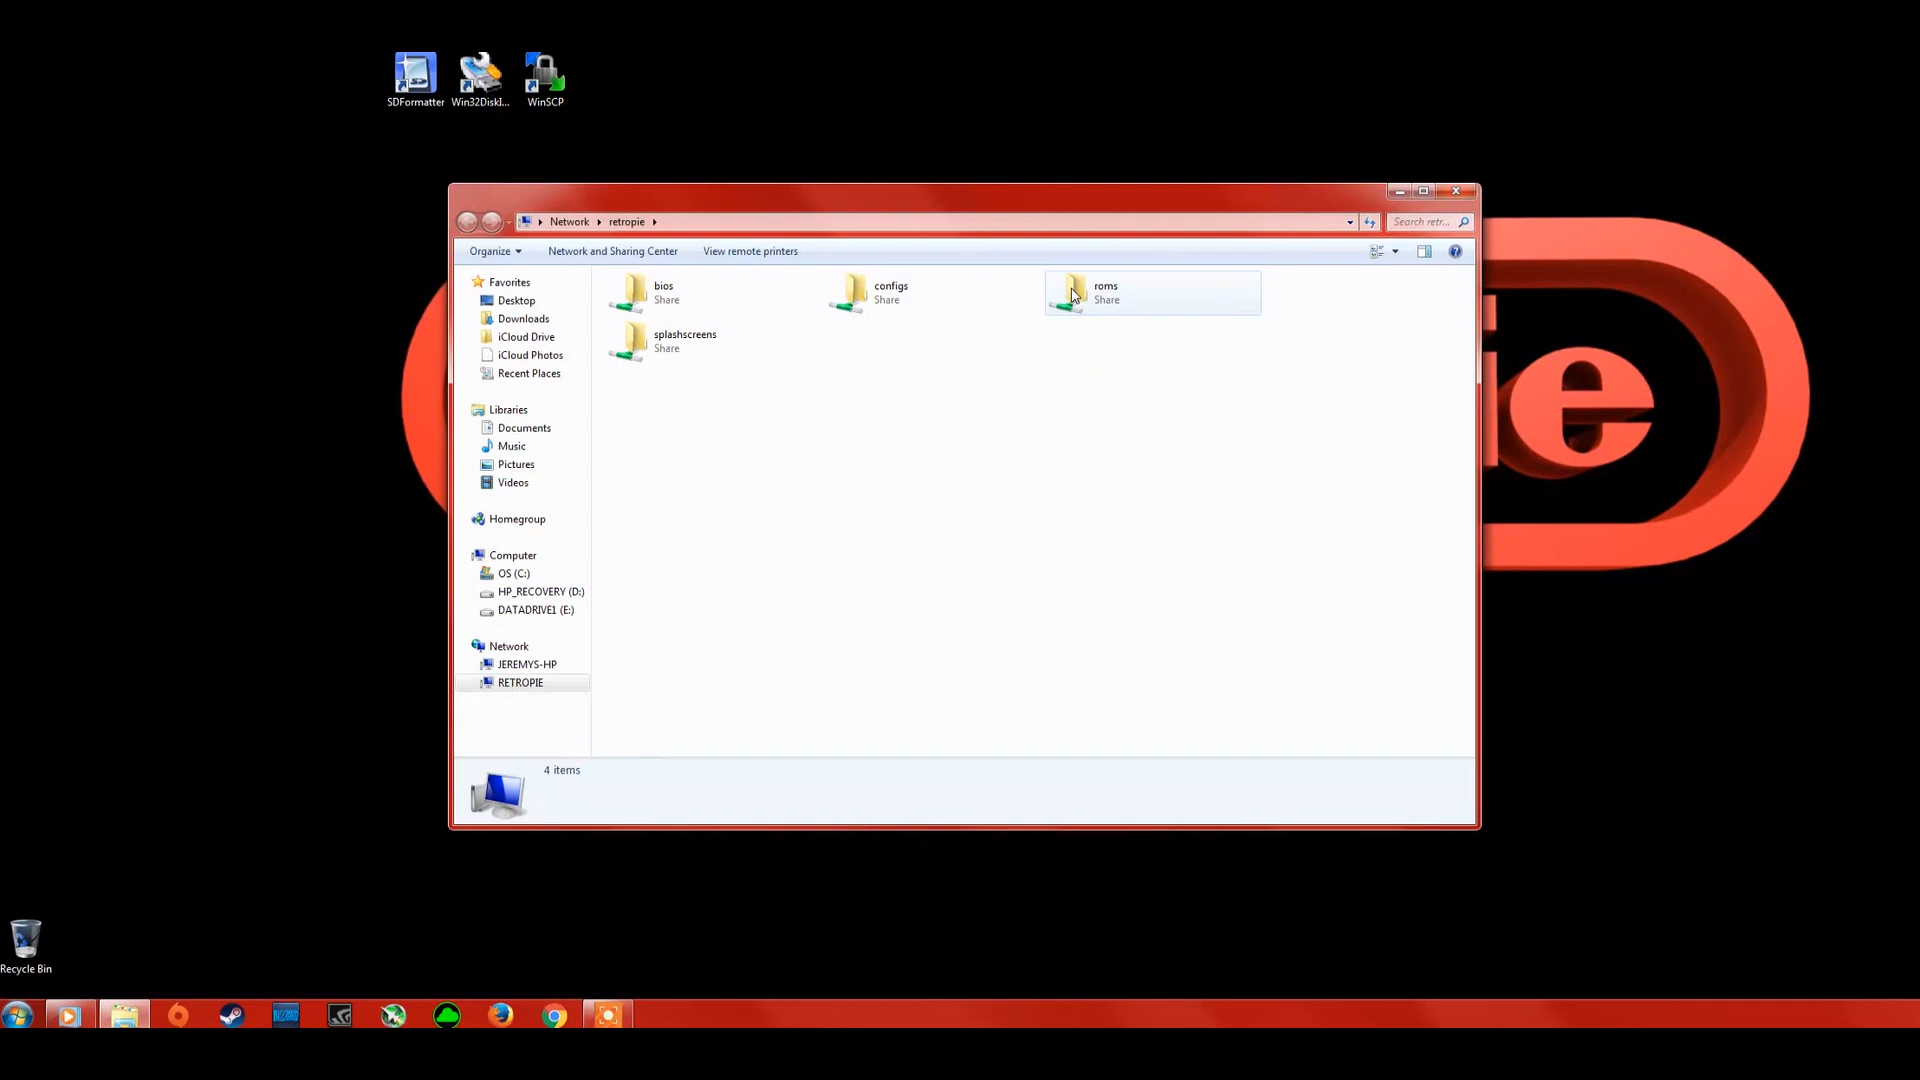 SDFormatter
Win32DiskI...
WinSCP
Network
retropie
Search retr...
Organize
Network and Sharing Center
View remote printers
Favorites
Desktop
Downloads
iCloud Drive
iCloud Photos
Recent Places
Libraries
Documents
Music
Pictures
Videos
Homegroup
Computer
OS (C:)
HP_RECOVERY (D:)
DATADRIVE1 (E:)
Network
JEREMYS-HP
RETROPIE
bios
Share
configs
Share
roms
Share
splashscreens
Share
4 items
e
Recycle Bin
BLIZZARD